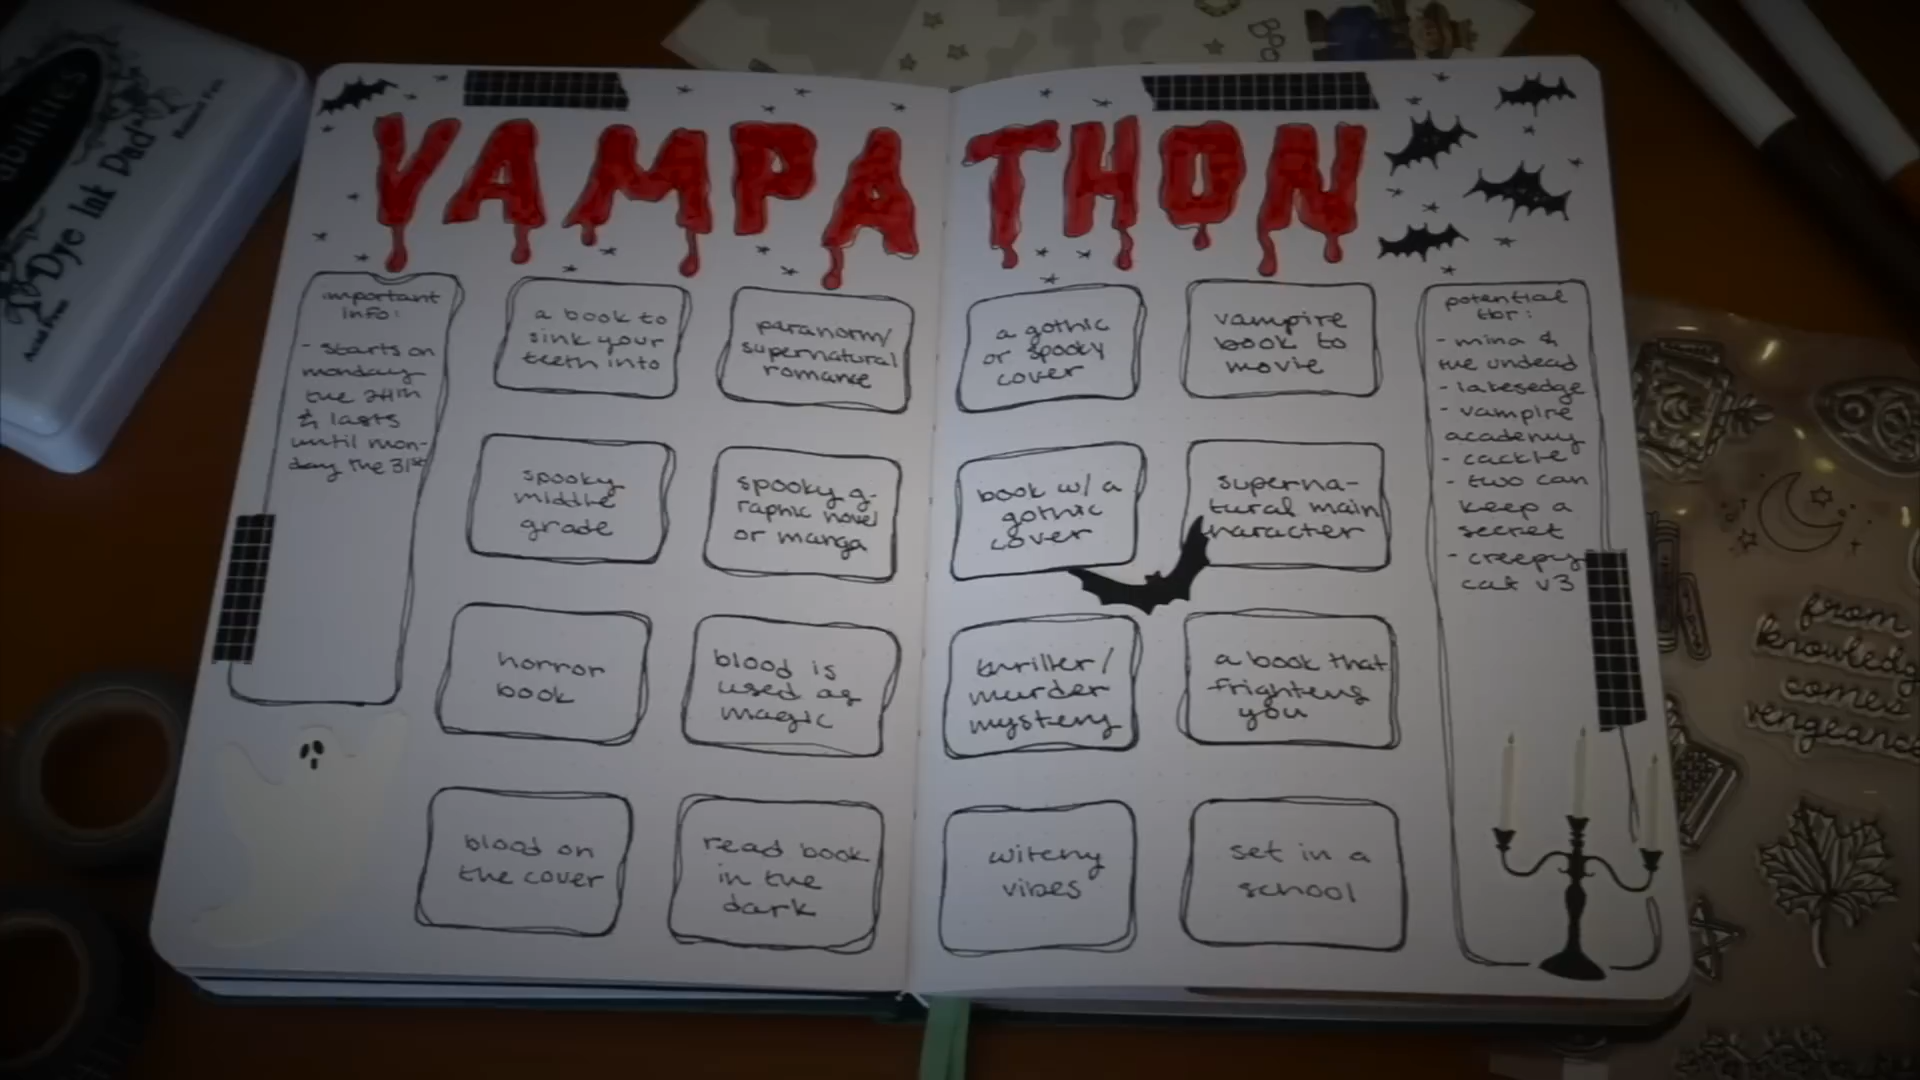 VAMPATHON
important
info:
- starts on
monday
the 24th
& lasts
until mon-
day the 31st
a book to
sink your
teeth into
paranorm/
supernatural
romance
a gothic
or spooky
cover
vampire
book to
movie
spooky
middle
grade
spooky g-
raphic novel
or manga
book w/ a
gothic
cover
superna-
tural main
character
horror
book
blood is
used as
magic
thriller/
murder
mystery
a book that
frightens
you
blood on
the cover
read book
in the
dark
witchy
vibes
set in a
school
potential
tbr:
- mina &
the undead
- lakesedge
- vampire
academy
- cackle
- two can
keep a
secret
- creepy
cat v3
abilities
Dye Ink Pad
Acid Free
from
knowledg
comes
vengeance